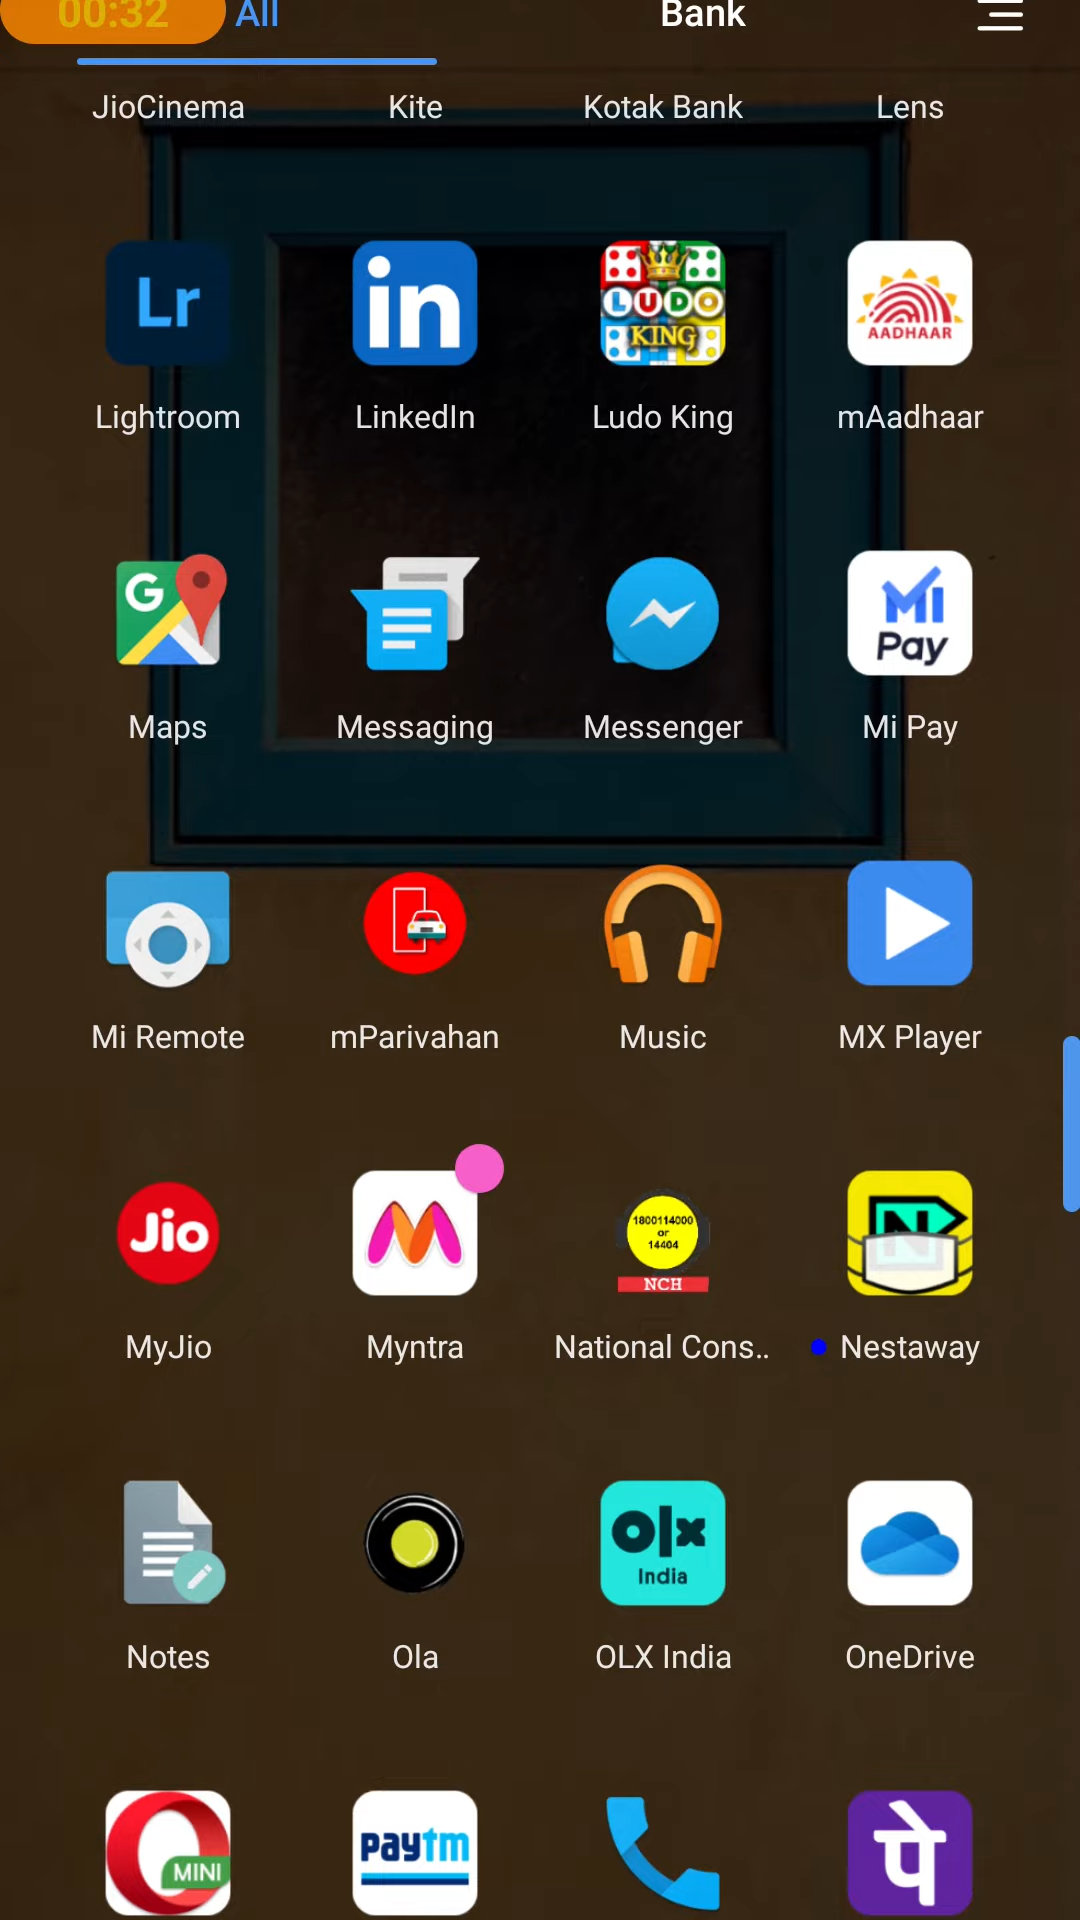 00:32 All Bank
JioCinema Kite Kotak Bank Lens
Lr in LUDO KING AADHAAR
Lightroom LinkedIn Ludo King mAadhaar
G Mi Pay
Maps Messaging Messenger Mi Pay
Mi Remote mParivahan Music MX Player
Jio 1800114000 or 14404 NCH N
MyJio Myntra National Cons.. Nestaway
olx India
Notes Ola OLX India OneDrive
MINI paytm पे